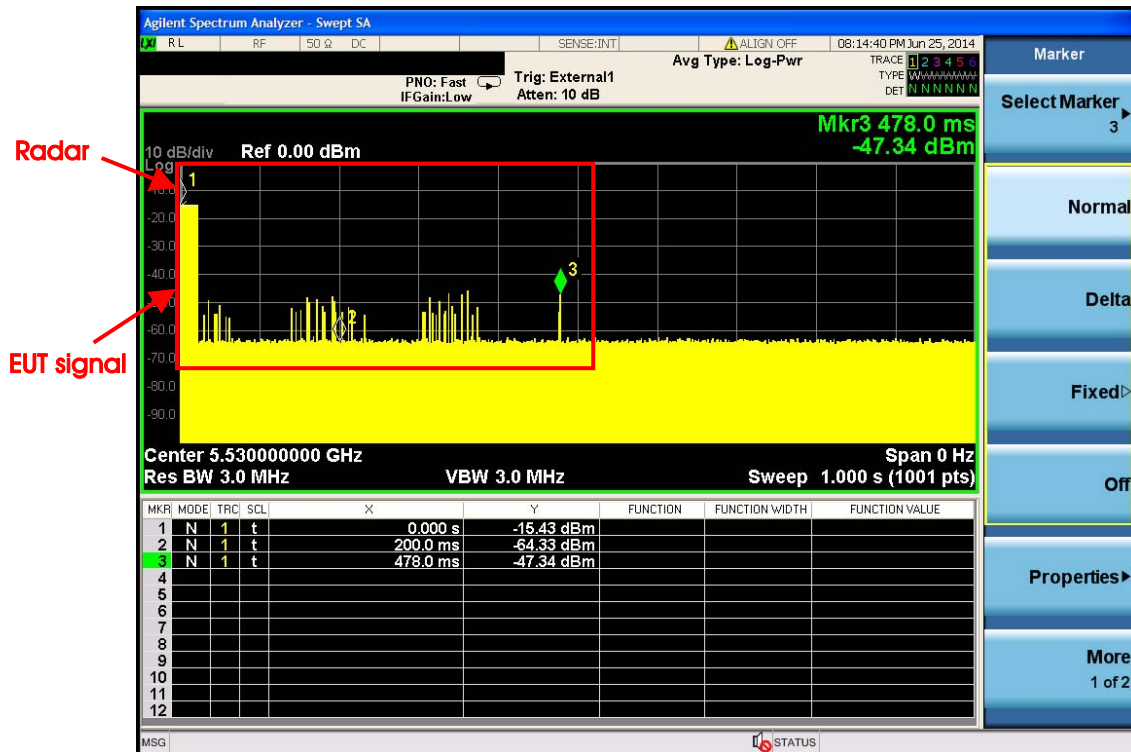 Agilent Spectrum Analyzer - Swept SA
LXI RL RF 50 Ω DC SENSE:INT ALIGN OFF 08:14:40 PM Jun 25, 2014
Avg Type: Log-Pwr
TRACE 1 2 3 4 5 6
PNO: Fast Trig: External1
TYPE WWWWWW
IFGain:Low Atten: 10 dB
DET N N N N N N
Mkr3 478.0 ms
-47.34 dBm
10 dB/div Ref 0.00 dBm
Log
Radar
1
-10.0
-20.0
-30.0
-40.0
3
2
-60.0
-70.0
EUT signal
-80.0
-90.0
Center 5.530000000 GHz Span 0 Hz
Res BW 3.0 MHz VBW 3.0 MHz Sweep 1.000 s (1001 pts)
MKR MODE TRC SCL X Y FUNCTION FUNCTION WIDTH FUNCTION VALUE
1 N 1 t 0.000 s -15.43 dBm
2 N 1 t 200.0 ms -64.33 dBm
3 N 1 t 478.0 ms -47.34 dBm
4
5
6
7
8
9
10
11
12
MSG STATUS
Marker
Select Marker
3
Normal
Delta
Fixed
Off
Properties
More
1 of 2